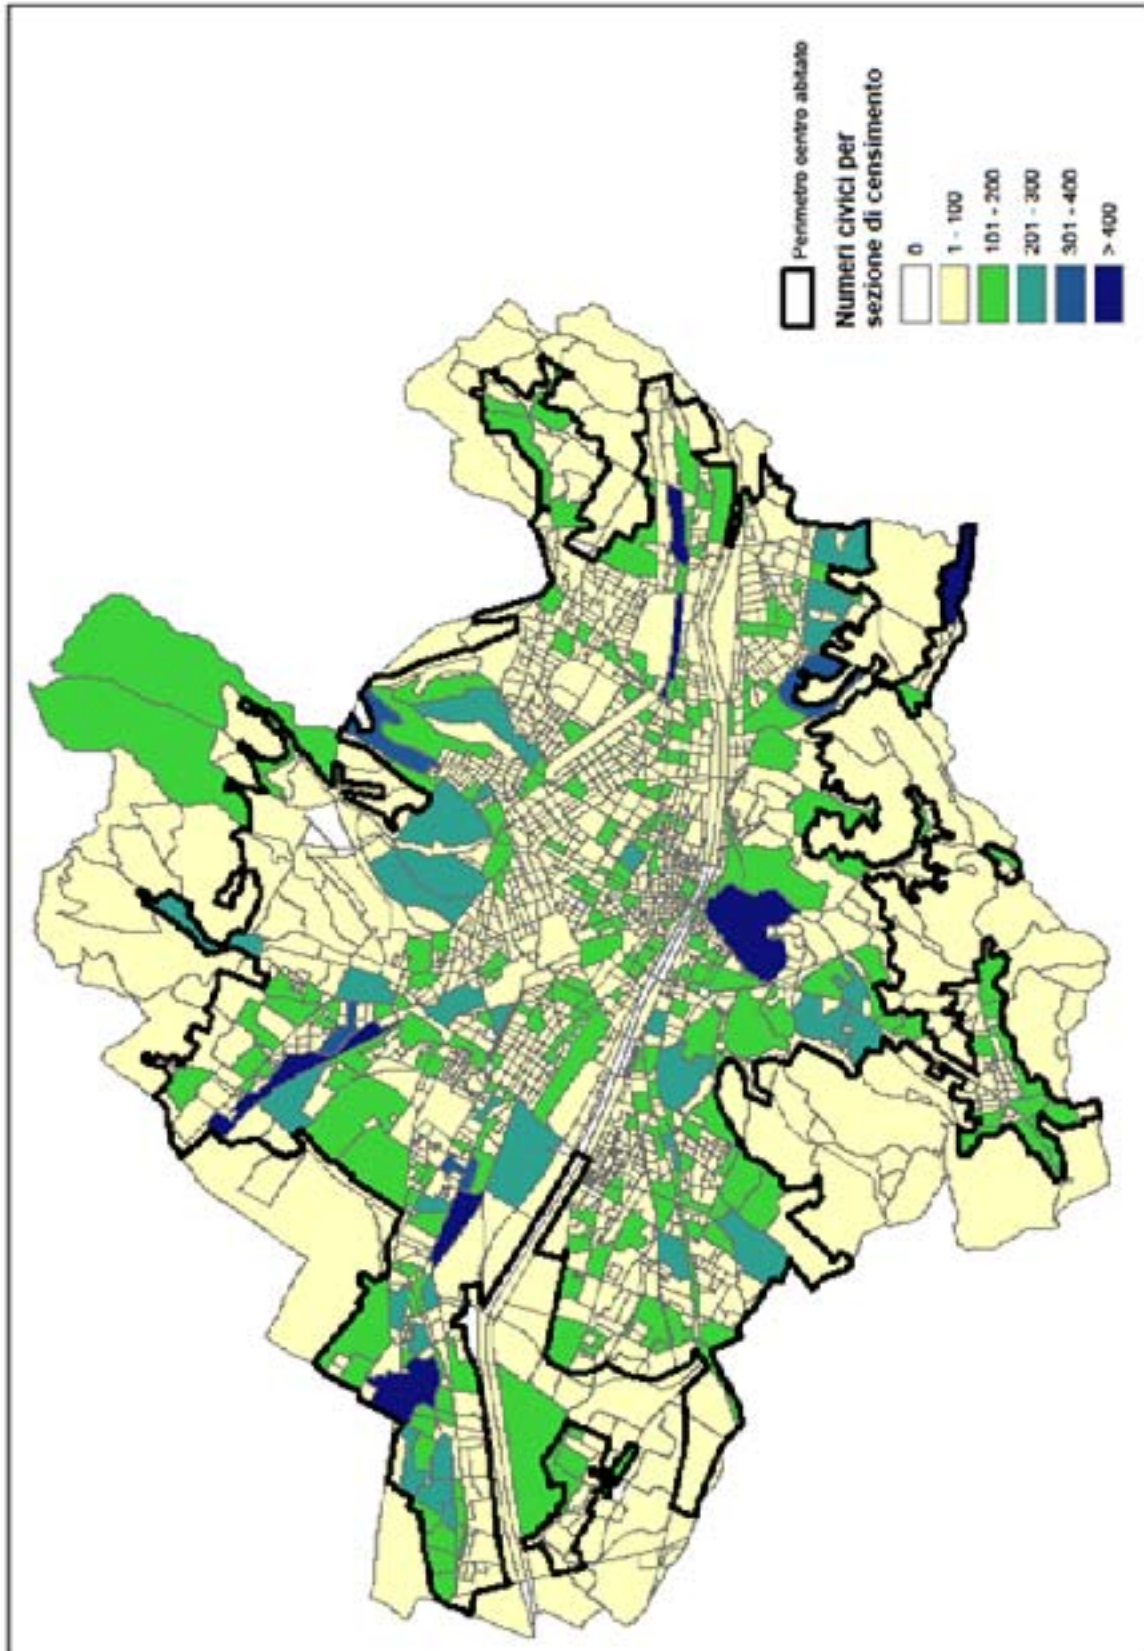 Perimetro centro abitato
Numeri civici per
sezione di censimento
0
1 - 100
101 - 200
201 - 300
301 - 400
> 400